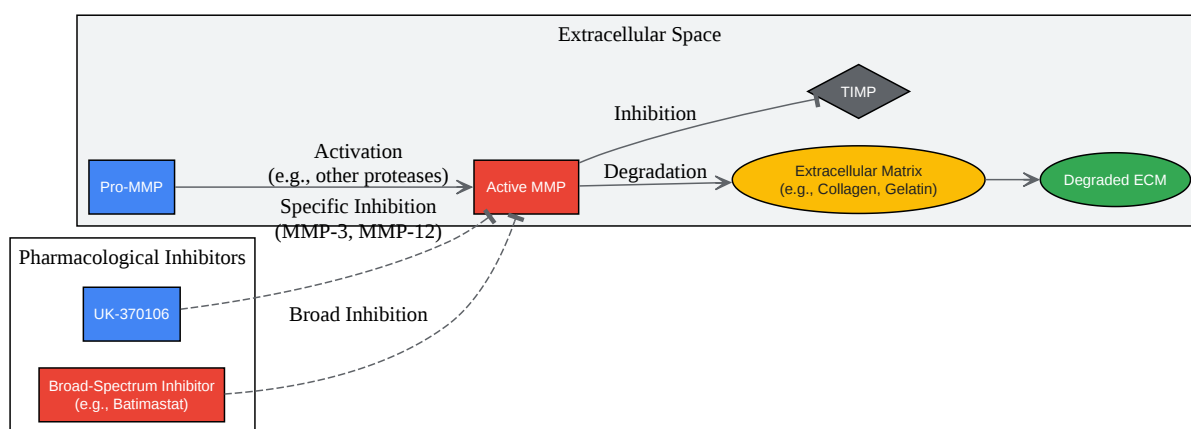 Extracellular Space
TIMP
Inhibition
Activation
(e.g., other proteases)
Pro-MMP
Active MMP
Degradation
Extracellular Matrix
(e.g., Collagen, Gelatin)
Degraded ECM
Specific Inhibition
(MMP-3, MMP-12)
Pharmacological Inhibitors
UK-370106
Broad Inhibition
Broad-Spectrum Inhibitor
(e.g., Batimastat)